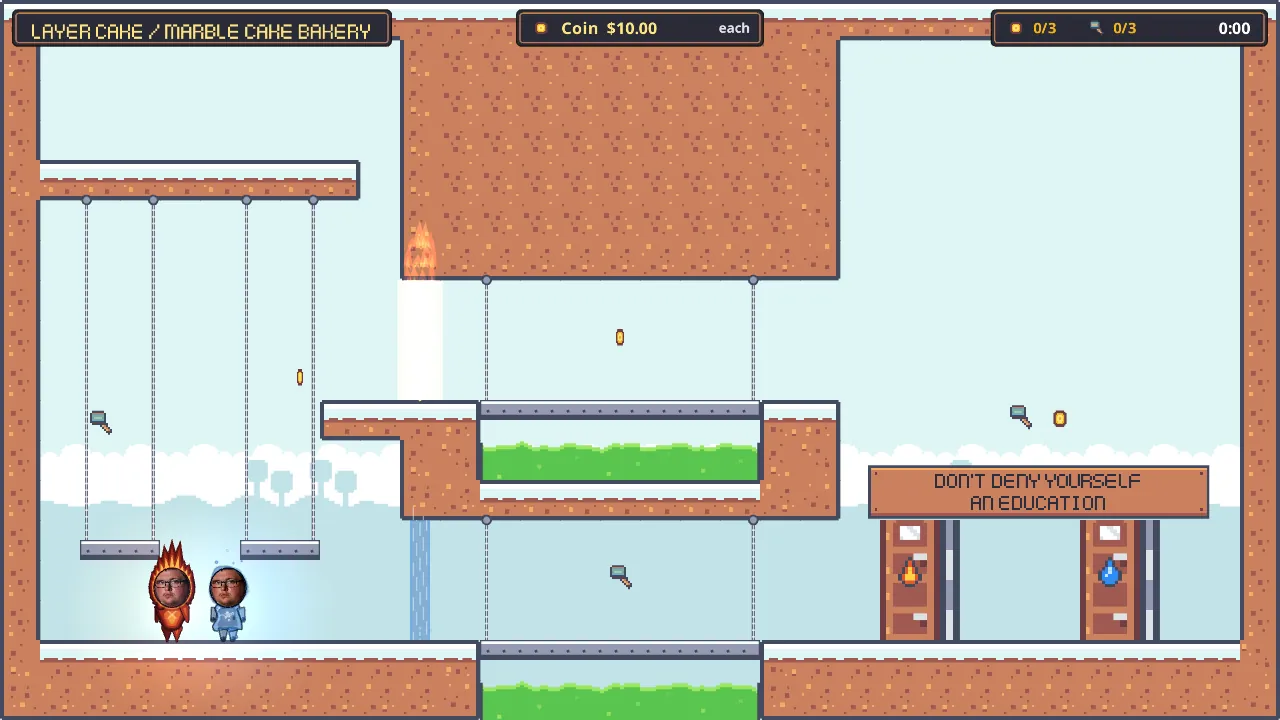 LAYER CAKE / MARBLE CAKE BAKERY
Coin $10.00 each
0/3 0/3 0:00
DON'T DENY YOURSELF
AN EDUCATION